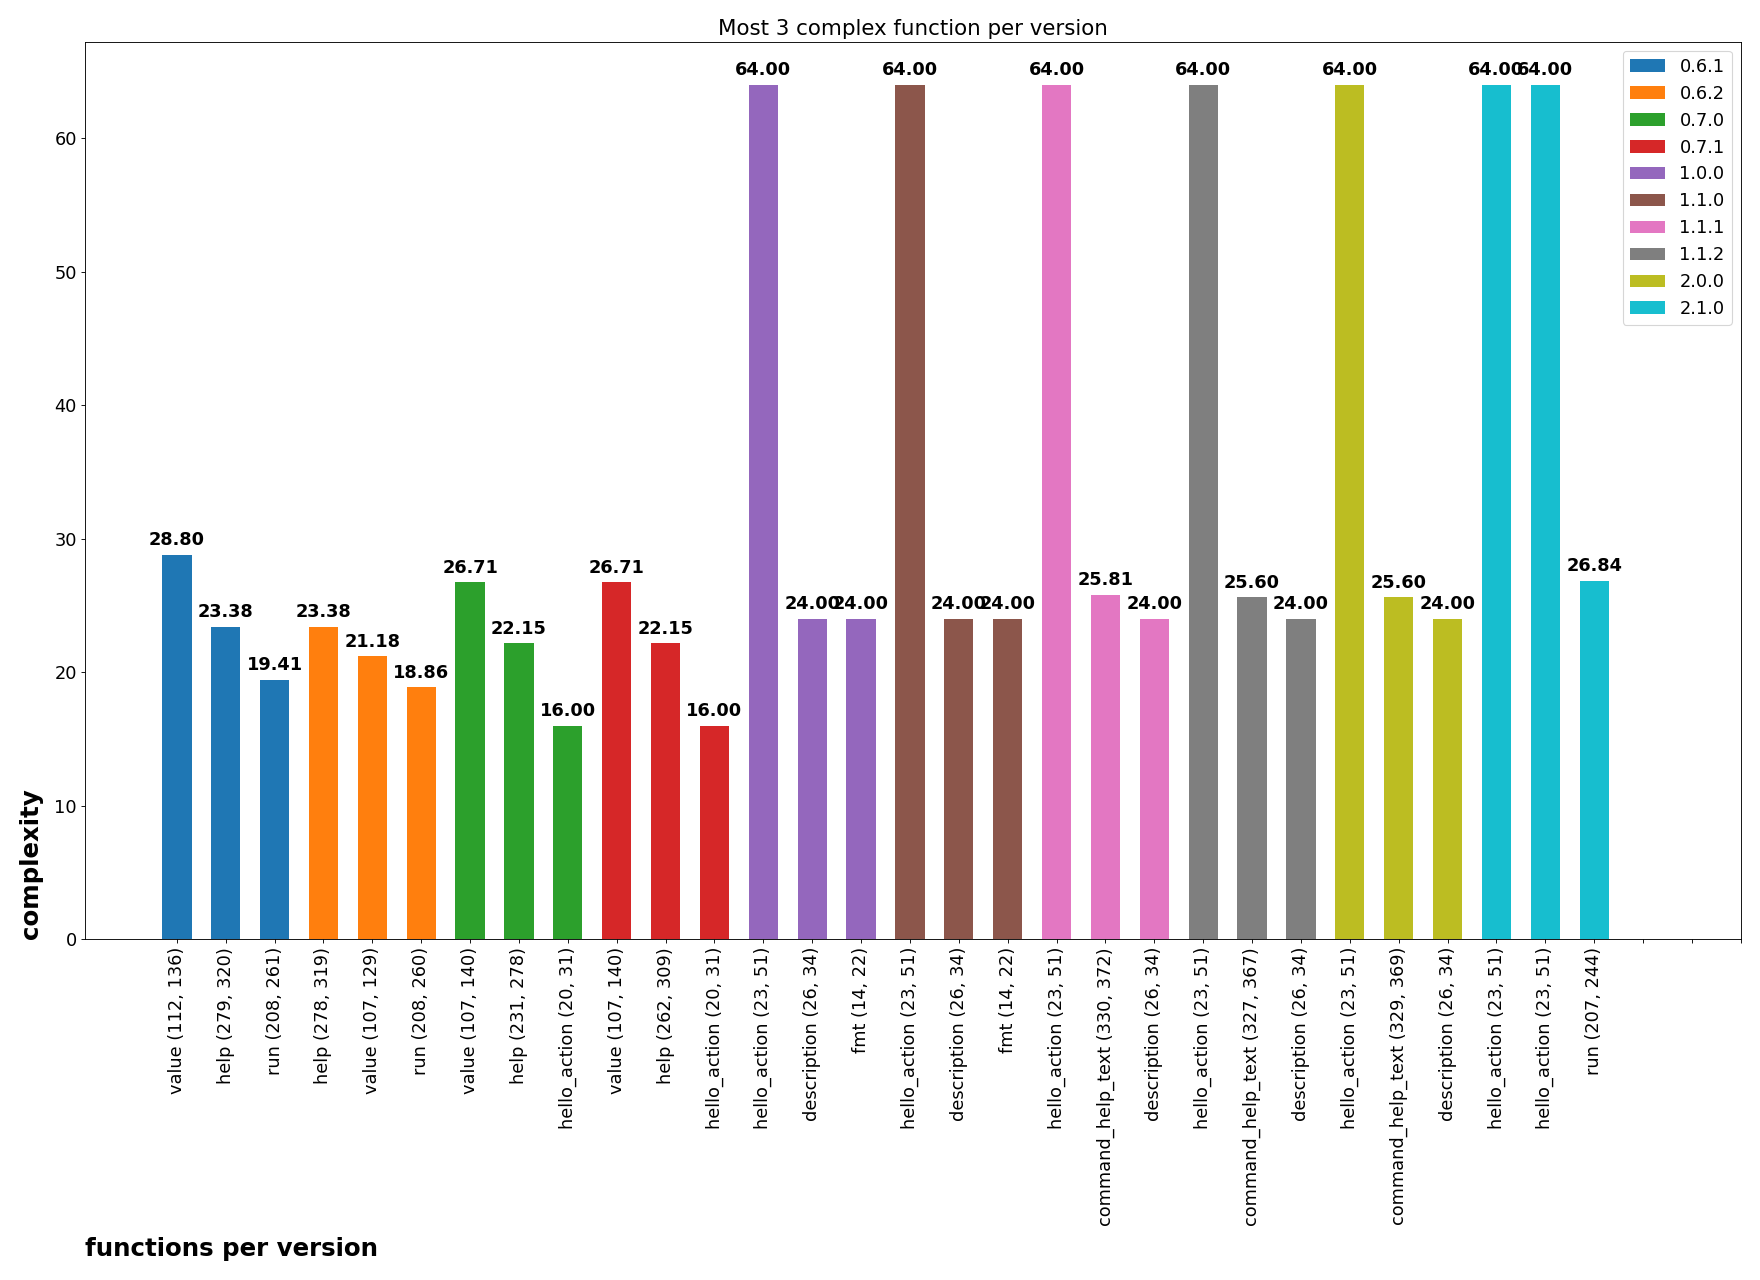 Most 3 complex function per version
64.00 64.00 64.00 64.00 64.00 64.00 64.00
0.6.1
0.6.2
0.7.0
0.7.1
1.0.0
1.1.0
1.1.1
1.1.2
2.0.0
2.1.0
60
50
40
30
20
10
0
complexity
28.80
23.38
19.41
23.38
21.18
18.86
26.71
22.15
16.00
26.71
22.15
16.00
24.00
24.00
24.00
24.00
25.81
24.00
25.60
24.00
25.60
24.00
26.84
value (112, 136)
help (279, 320)
run (208, 261)
help (278, 319)
value (107, 129)
run (208, 260)
value (107, 140)
help (231, 278)
hello_action (20, 31)
value (107, 140)
help (262, 309)
hello_action (20, 31)
hello_action (23, 51)
description (26, 34)
fmt (14, 22)
hello_action (23, 51)
description (26, 34)
fmt (14, 22)
hello_action (23, 51)
command_help_text (330, 372)
description (26, 34)
hello_action (23, 51)
command_help_text (327, 367)
description (26, 34)
hello_action (23, 51)
command_help_text (329, 369)
description (26, 34)
hello_action (23, 51)
hello_action (23, 51)
run (207, 244)
functions per version